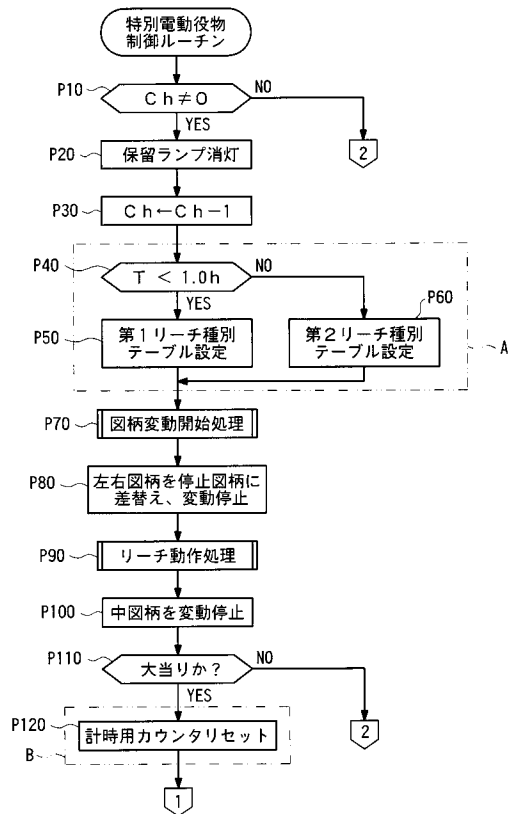 特別電動役物
制御ルーチン
P10
Ch≠0
NO
YES
2
P20
保留ランプ消灯
P30
Ch←Ch−1
P40
T < 1.0h
NO
YES
P60
P50
第1リーチ種別
テーブル設定
第2リーチ種別
テーブル設定
A
P70
図柄変動開始処理
P80
左右図柄を停止図柄に
差替え、変動停止
P90
リーチ動作処理
P100
中図柄を変動停止
P110
大当りか？
NO
YES
P120
計時用カウンタリセット
2
B
1